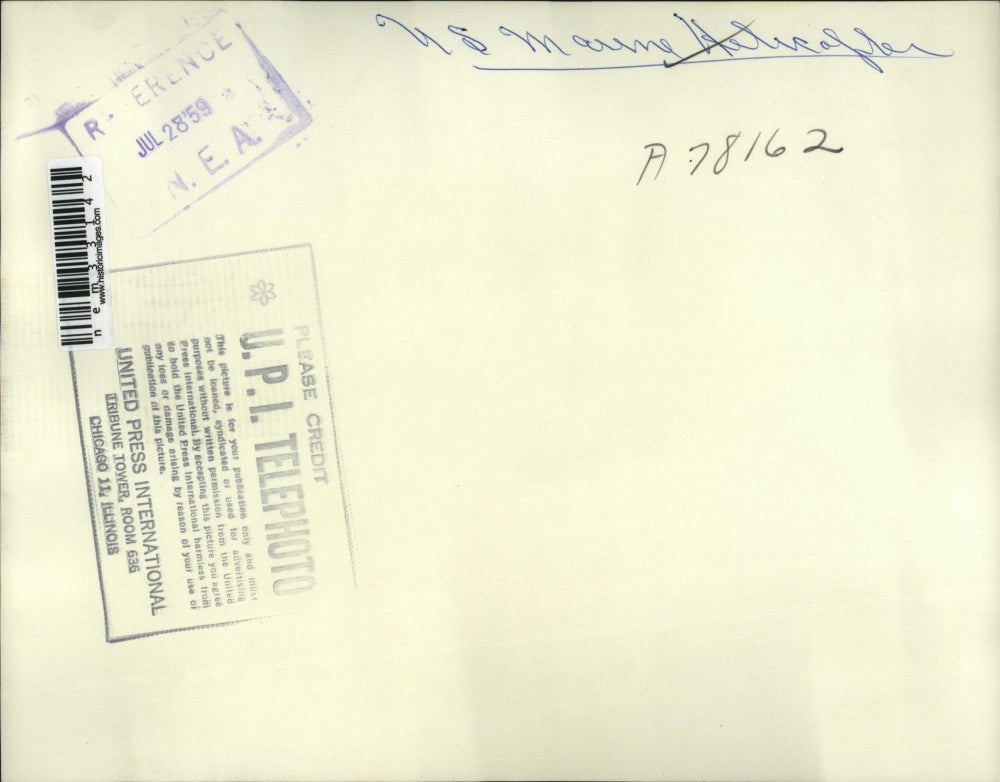 US Marine Helicopter
A 78162
REFERENCE
JUL 28 '59
N. E. A.
nem33142
www.historicimages.com
PLEASE CREDIT
U. P. I. TELEPHOTO
This picture is for your publication only and must
not be loaned, syndicated or used for advertising
purposes without written permission from the United
Press International. By accepting this picture you agree
to hold the United Press International harmless from
any loss or damage arising by reason of your use or
publication of this picture.
UNITED PRESS INTERNATIONAL
TRIBUNE TOWER, ROOM 636
CHICAGO 11, ILLINOIS